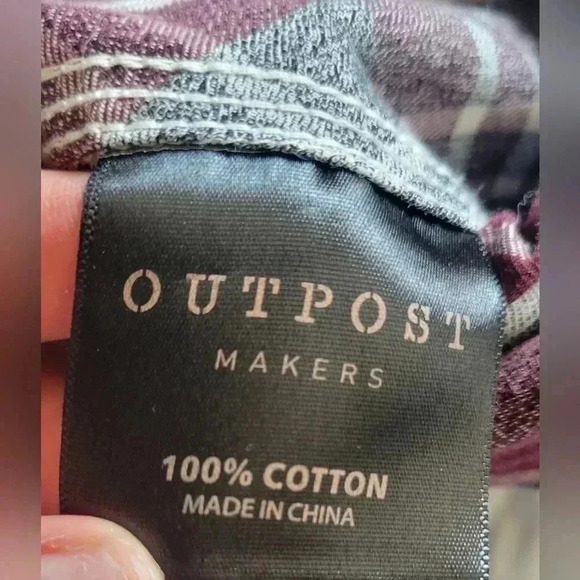 OUTPOST
MAKERS
100% COTTON
MADE IN CHINA